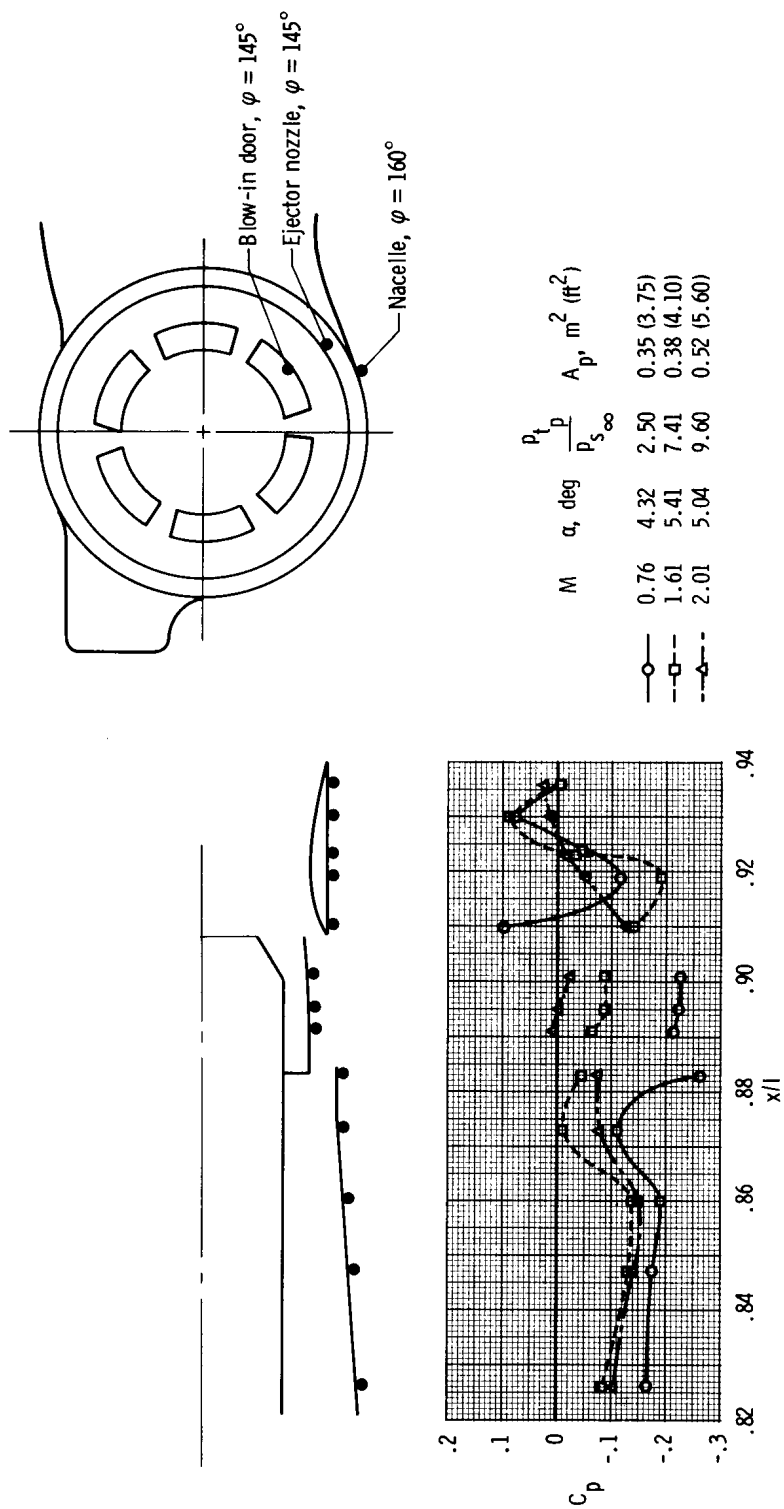 Blow-in door, φ = 145°
Ejector nozzle, φ = 145°
Nacelle, φ = 160°
M α, deg p_t_p / p_s_∞ A_p, m² (ft²)
0.76 4.32 2.50 0.35 (3.75)
1.61 5.41 7.41 0.38 (4.10)
2.01 5.04 9.60 0.52 (5.60)
C_p
.2
.1
0
-.1
-.2
-.3
.82 .84 .86 .88 .90 .92 .94
x/l